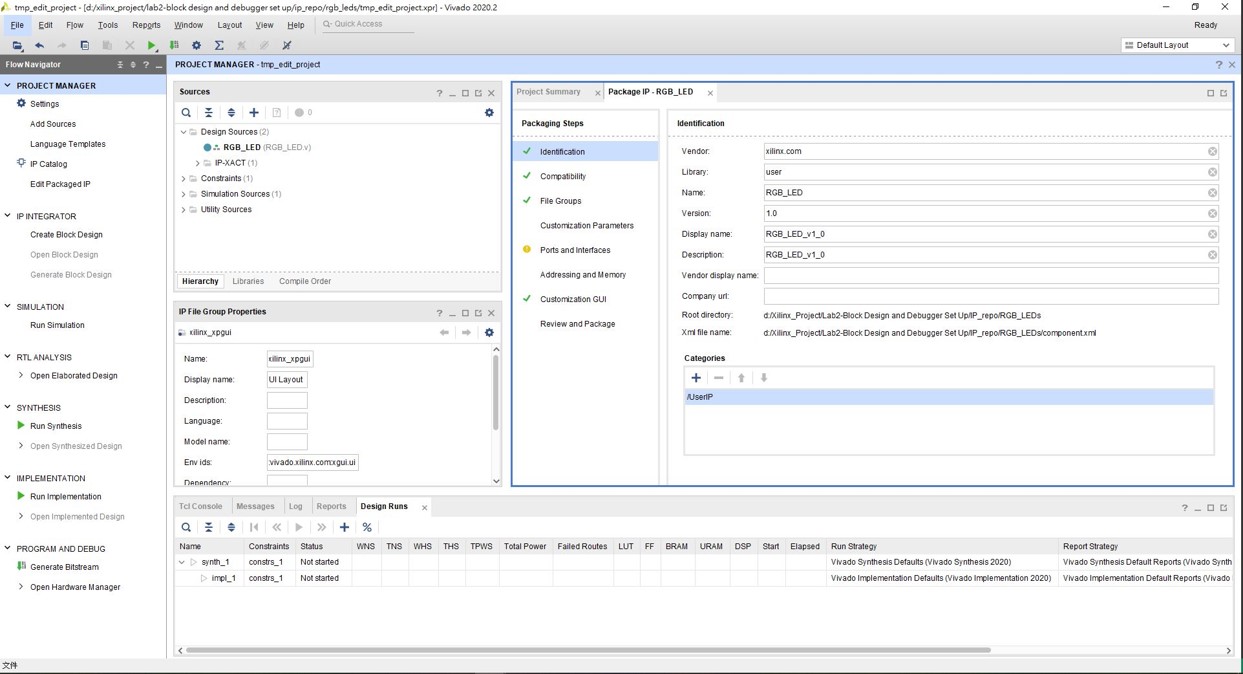 tmp_edit_project - [d:/xilinx_project/lab2-block design and debugger set up/ip_repo/rgb_leds/tmp_edit_project.xpr] - Vivado 2020.2
File Edit Flow Tools Reports Window Layout View Help Quick Access
Ready
Default Layout
Flow Navigator
PROJECT MANAGER - tmp_edit_project
PROJECT MANAGER
Settings
Add Sources
Language Templates
IP Catalog
Edit Packaged IP
IP INTEGRATOR
Create Block Design
Open Block Design
Generate Block Design
SIMULATION
Run Simulation
RTL ANALYSIS
Open Elaborated Design
SYNTHESIS
Run Synthesis
Open Synthesized Design
IMPLEMENTATION
Run Implementation
Open Implemented Design
PROGRAM AND DEBUG
Generate Bitstream
Open Hardware Manager
Sources
0
Design Sources (2)
RGB_LED (RGB_LED.v)
IP-XACT (1)
Constraints (1)
Simulation Sources (1)
Utility Sources
Hierarchy Libraries Compile Order
IP File Group Properties
xilinx_xpgui
Name: xilinx_xpgui
Display name: UI Layout
Description:
Language:
Model name:
Env ids: :vivado.xilinx.com:xgui.ui
Dependency:
Project Summary Package IP - RGB_LED
Packaging Steps
Identification
Compatibility
File Groups
Customization Parameters
Ports and Interfaces
Addressing and Memory
Customization GUI
Review and Package
Identification
Vendor: xilinx.com
Library: user
Name: RGB_LED
Version: 1.0
Display name: RGB_LED_v1_0
Description: RGB_LED_v1_0
Vendor display name:
Company url:
Root directory: d:/Xilinx_Project/Lab2-Block Design and Debugger Set Up/IP_repo/RGB_LEDs
Xml file name: d:/Xilinx_Project/Lab2-Block Design and Debugger Set Up/IP_repo/RGB_LEDs/component.xml
Categories
/UserIP
Tcl Console Messages Log Reports Design Runs
Name Constraints Status WNS TNS WHS THS TPWS Total Power Failed Routes LUT FF BRAM URAM DSP Start Elapsed Run Strategy Report Strategy
synth_1 constrs_1 Not started Vivado Synthesis Defaults (Vivado Synthesis 2020) Vivado Synthesis Default Reports (Vivado Synth
impl_1 constrs_1 Not started Vivado Implementation Defaults (Vivado Implementation 2020) Vivado Implementation Default Reports (Vivado
文件